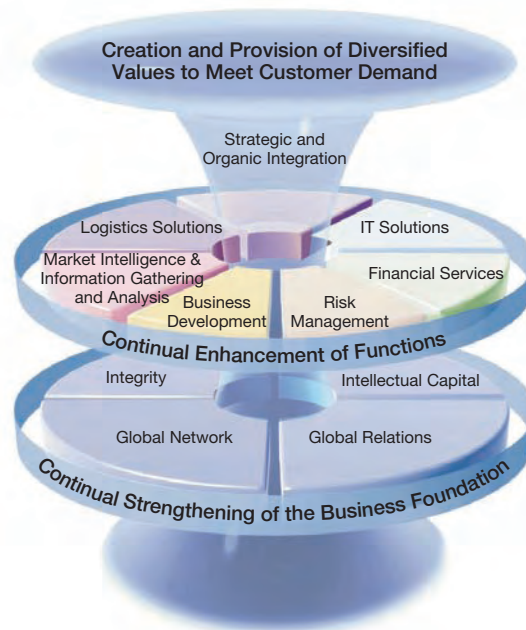 Creation and Provision of Diversified
Values to Meet Customer Demand
Strategic and
Organic Integration
Logistics Solutions
IT Solutions
Market Intelligence &
Information Gathering
and Analysis
Financial Services
Business
Development
Risk
Management
Continual Enhancement of Functions
Integrity
Intellectual Capital
Global Network
Global Relations
Continual Strengthening of the Business Foundation